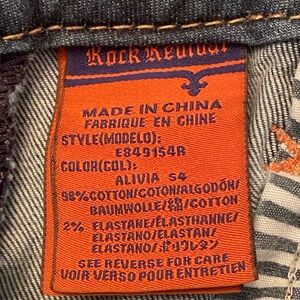 Rock Revival
MADE IN CHINA
FABRIQUE EN CHINE
STYLE(MODELO):
E849154R
COLOR(COL):
ALIVIA S4
98%COTTON/COTON/ALGODÓN/
BAUMWOLLE/綿/COTTON
2% ELASTANE/ÉLASTHANNE/
ELASTANO/ELASTAN/
ELASTANO/ポリウレタン
SEE REVERSE FOR CARE
VOIR VERSO POUR ENTRETIEN